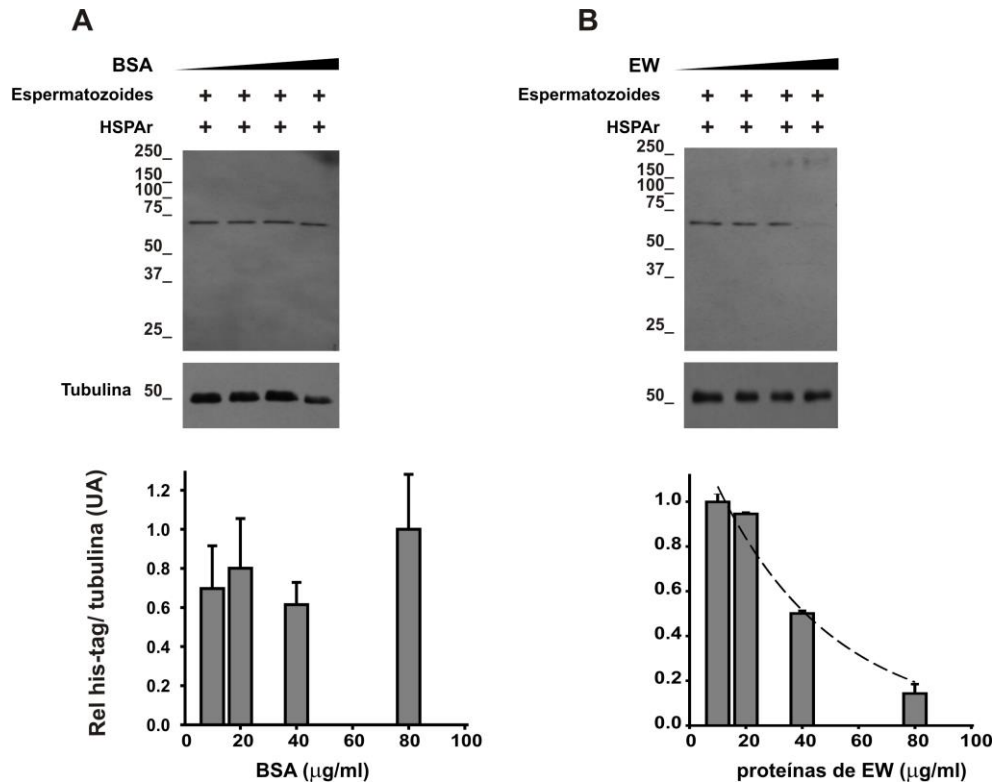 A
BSA
Espermatozoides + + + +
HSPAr + + + +
250_
150_
100_
75_
50_
37_
25_
Tubulina 50_
Rel his-tag/ tubulina (UA)
1.2
1.0
0.8
0.6
0.4
0.2
0.0
0 20 40 60 80 100
BSA (μg/ml)
B
EW
Espermatozoides + + + +
HSPAr + + + +
250_
150_
100_
75_
50_
37_
25_
50_
1.0
0.8
0.6
0.4
0.2
0.0
0 20 40 60 80 100
proteínas de EW (μg/ml)